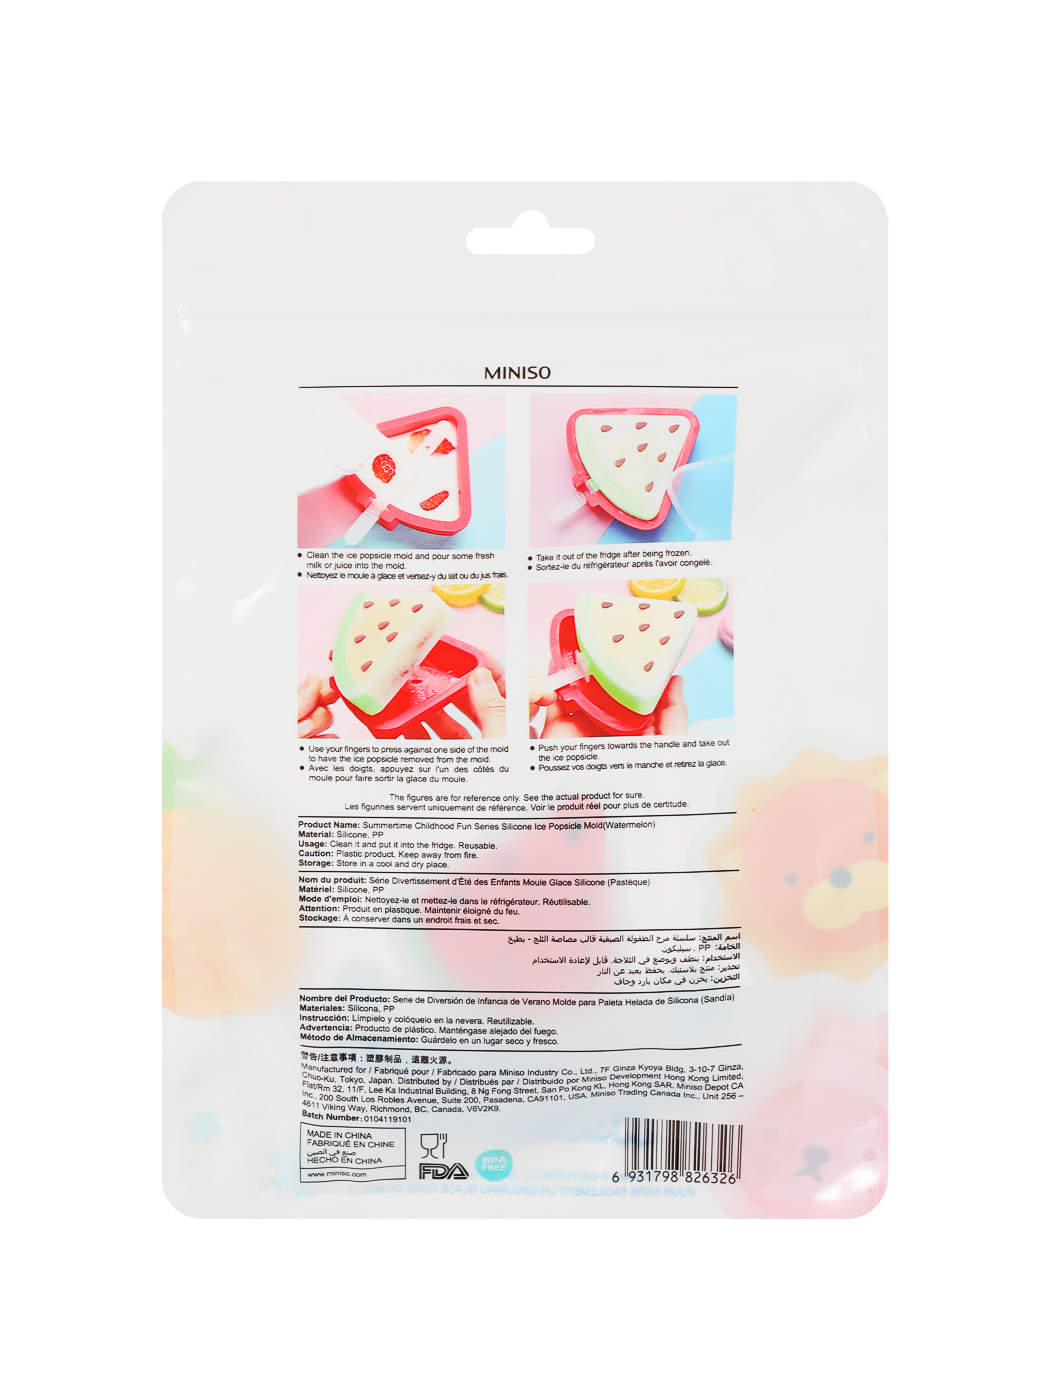 MINISO
● Clean the ice popsicle mold and pour some fresh
milk or juice into the mold.
● Nettoyez le moule à glace et versez-y du lait ou du jus frais.
● Take it out of the fridge after being frozen.
● Sortez-le du réfrigérateur après l'avoir congelé.
● Use your fingers to press against one side of the mold
to have the ice popsicle removed from the mold.
● Avec les doigts, appuyez sur l'un des côtés du
moule pour faire sortir la glace du moule.
● Push your fingers towards the handle and take out
the ice popsicle.
● Poussez vos doigts vers le manche et retirez la glace.
The figures are for reference only. See the actual product for sure.
Les figurines servent uniquement de référence. Voir le produit réel pour plus de certitude.
Product Name: Summertime Childhood Fun Series Silicone Ice Popsicle Mold(Watermelon)
Material: Silicone, PP
Usage: Clean it and put it into the fridge. Reusable.
Caution: Plastic product. Keep away from fire.
Storage: Store in a cool and dry place.
Nom du produit: Série Divertissement d'Été des Enfants Moule Glace Silicone (Pastèque)
Matériel: Silicone, PP
Mode d'emploi: Nettoyez-le et mettez-le dans le réfrigérateur. Réutilisable.
Attention: Produit en plastique. Maintenir éloigné du feu.
Stockage: À conserver dans un endroit frais et sec.
اسم المنتج: سلسلة مرح الطفولة الصيفية قالب مصاصة الثلج - بطيخ
الخامة: PP ، سيليكون
الاستخدام: ينظف ويوضع في الثلاجة. قابل لإعادة الاستخدام
تحذير: منتج بلاستيك. يحفظ بعيد عن النار
التخزين: يخزن في مكان بارد وجاف
Nombre del Producto: Serie de Diversión de Infancia de Verano Molde para Paleta Helada de Silicona (Sandía)
Materiales: Silicona, PP
Instrucción: Límpielo y colóquelo en la nevera. Reutilizable.
Advertencia: Producto de plástico. Manténgase alejado del fuego.
Método de Almacenamiento: Guárdelo en un lugar seco y fresco.
警告/注意事項：塑膠制品，遠離火源。
Manufactured for / Fabriqué pour / Fabricado para Miniso Industry Co., Ltd., 7F Ginza Kyoya Bldg, 3-10-7 Ginza,
Chuo-Ku, Tokyo, Japan. Distributed by / Distribués par / Distribuido por Miniso Development Hong Kong Limited.
Flat/Rm 32, 11/F, Lee Ka Industrial Building, 8 Ng Fong Street, San Po Kong KL, Hong Kong SAR. Miniso Depot CA
Inc., 200 South Los Robles Avenue, Suite 200, Pasadena, CA91101, USA. Miniso Trading Canada Inc., Unit 256 –
4611 Viking Way, Richmond, BC, Canada, V6V2K9.
Batch Number: 0104119101
MADE IN CHINA
FABRIQUÉ EN CHINE
صنع في الصين
HECHO EN CHINA
www.miniso.com
FDA
BPA
FREE
6 931798 826326